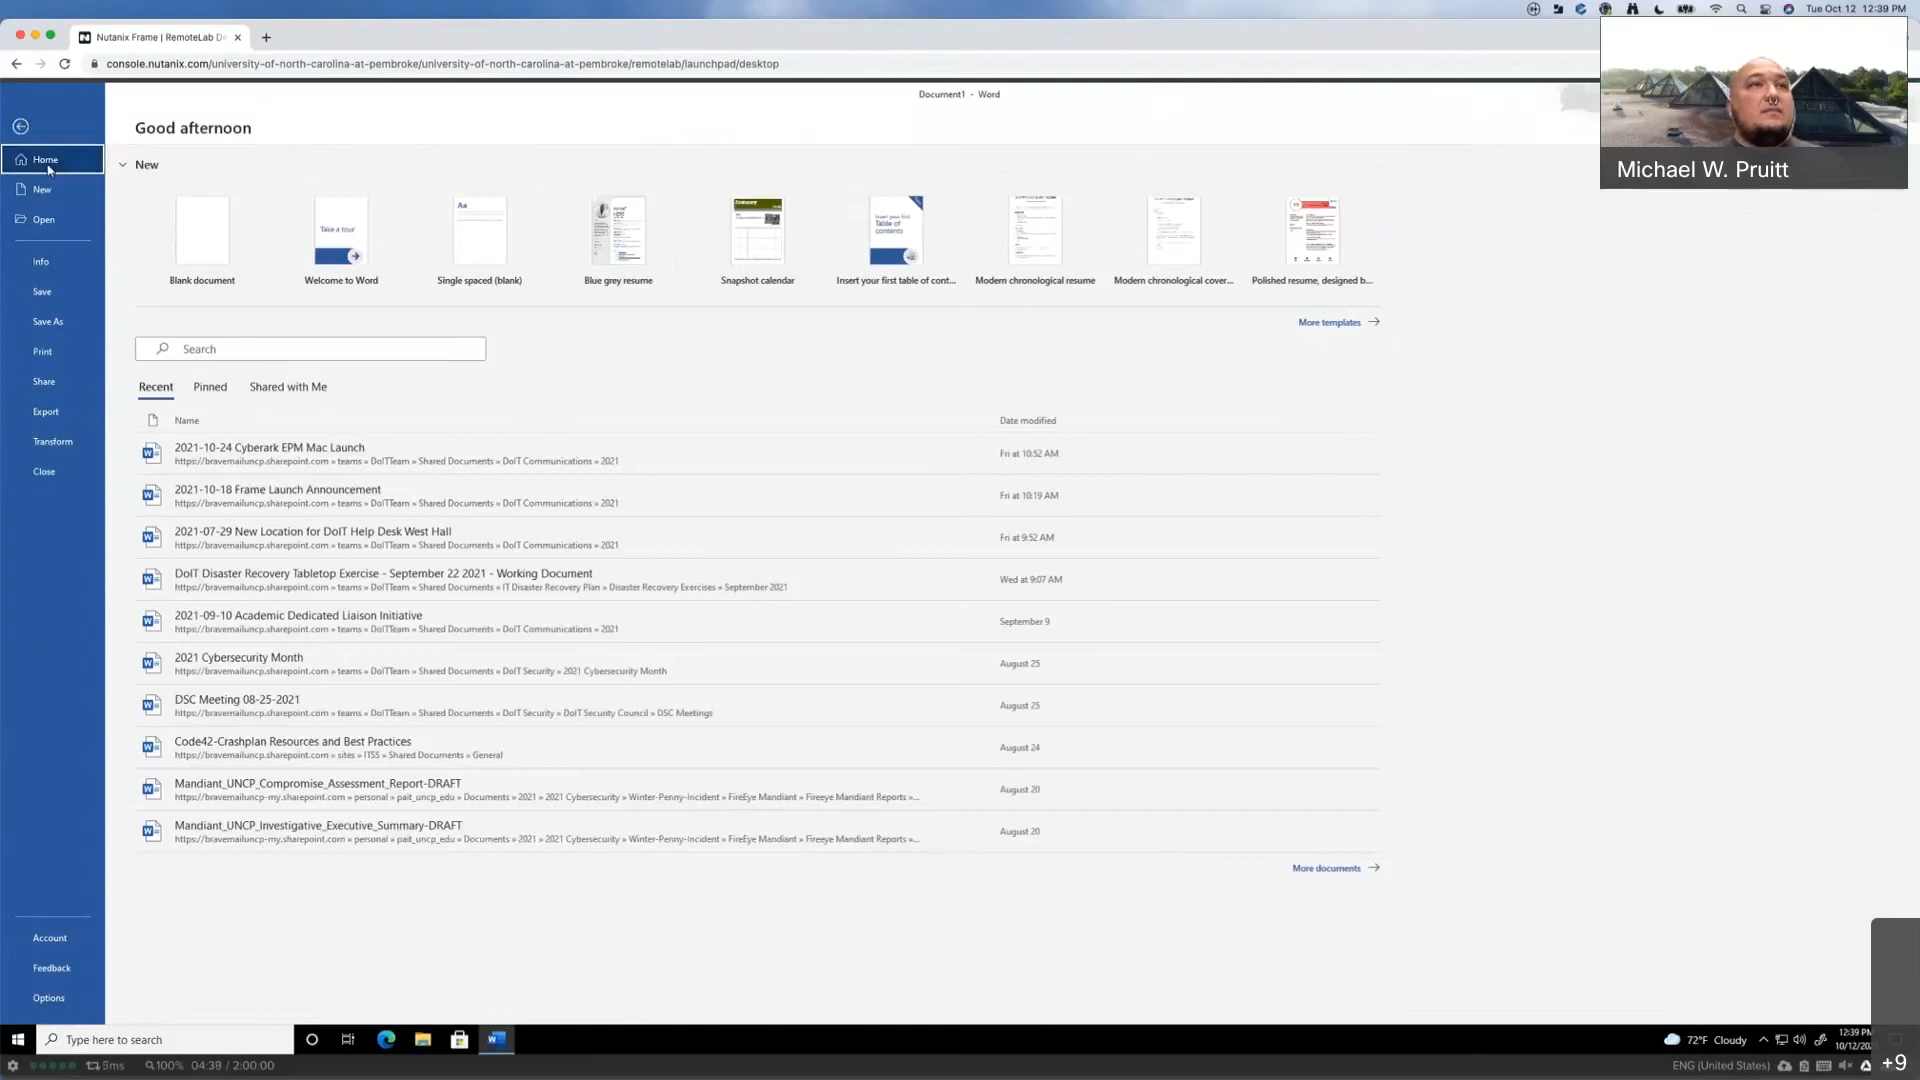 Tue Oct 12 12:39 PM
Nutanix Frame | RemoteLab De
console.nutanix.com/university-of-north-carolina-at-pembroke/university-of-north-carolina-at-pembroke/remotelab/launchpad/desktop
Document1 - Word
Michael W. Pruitt
Good afternoon
Home
New
Open
Info
Save
Save As
Print
Share
Export
Transform
Close
Account
Feedback
Options
New
Aa
Take a tour
Insert your first
Table of
contents
Blank document
Welcome to Word
Single spaced (blank)
Blue grey resume
Snapshot calendar
Insert your first table of cont...
Modern chronological resume
Modern chronological cover...
Polished resume, designed b...
More templates
Search
Recent Pinned Shared with Me
Name Date modified
2021-10-24 Cyberark EPM Mac Launch
https://bravemailuncp.sharepoint.com » teams » DoITTeam » Shared Documents » DoIT Communications » 2021
Fri at 10:52 AM
2021-10-18 Frame Launch Announcement
https://bravemailuncp.sharepoint.com » teams » DoITTeam » Shared Documents » DoIT Communications » 2021
Fri at 10:19 AM
2021-07-29 New Location for DoIT Help Desk West Hall
https://bravemailuncp.sharepoint.com » teams » DoITTeam » Shared Documents » DoIT Communications » 2021
Fri at 9:52 AM
DoIT Disaster Recovery Tabletop Exercise - September 22 2021 - Working Document
https://bravemailuncp.sharepoint.com » teams » DoITTeam » Shared Documents » IT Disaster Recovery Plan » Disaster Recovery Exercises » September 2021
Wed at 9:07 AM
2021-09-10 Academic Dedicated Liaison Initiative
https://bravemailuncp.sharepoint.com » teams » DoITTeam » Shared Documents » DoIT Communications » 2021
September 9
2021 Cybersecurity Month
https://bravemailuncp.sharepoint.com » teams » DoITTeam » Shared Documents » DoIT Security » 2021 Cybersecurity Month
August 25
DSC Meeting 08-25-2021
https://bravemailuncp.sharepoint.com » teams » DoITTeam » Shared Documents » DoIT Security » DoIT Security Council » DSC Meetings
August 25
Code42-Crashplan Resources and Best Practices
https://bravemailuncp.sharepoint.com » sites » ITSS » Shared Documents » General
August 24
Mandiant_UNCP_Compromise_Assessment_Report-DRAFT
https://bravemailuncp-my.sharepoint.com » personal » pait_uncp_edu » Documents » 2021 » 2021 Cybersecurity » Winter-Penny-Incident » FireEye Mandiant » Fireeye Mandiant Reports »...
August 20
Mandiant_UNCP_Investigative_Executive_Summary-DRAFT
https://bravemailuncp-my.sharepoint.com » personal » pait_uncp_edu » Documents » 2021 » 2021 Cybersecurity » Winter-Penny-Incident » FireEye Mandiant » Fireeye Mandiant Reports »...
August 20
More documents
Type here to search
72°F Cloudy
12:39 PM
10/12/202
5ms 100% 04:39 / 2:00:00
ENG (United States)
+9